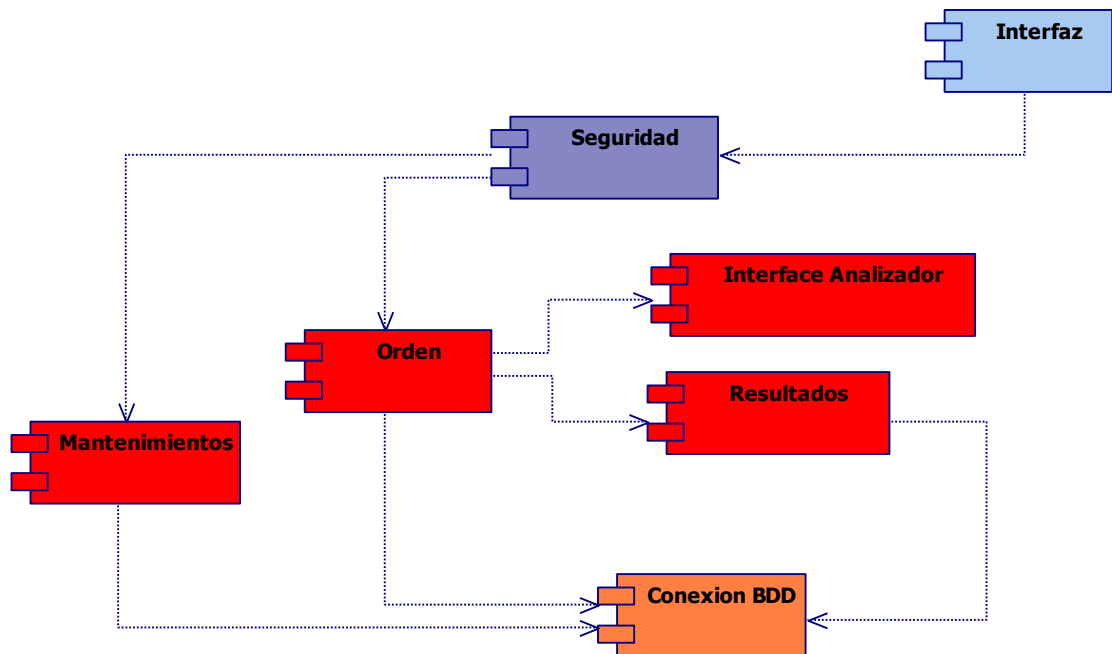 Interfaz
Seguridad
Interface Analizador
Orden
Resultados
Mantenimientos
Conexion BDD